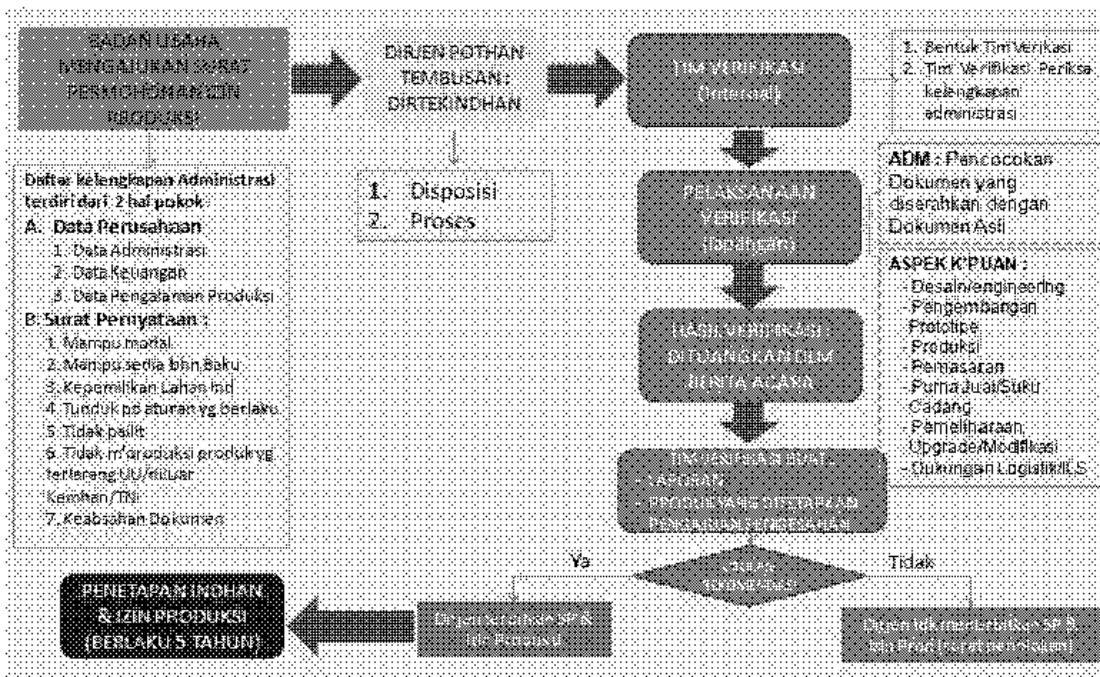 BADAN USAHA
MENGAJUKAN SURAT
PERMOHONAN IZIN
PRODUKSI
DIRJEN POTHAN
TEMBUSAN :
DIRTEKINDHAN
TIM VERIFIKASI
(Internal)
1. Bentuk Tim Verikasi
2. Tim Verifikasi Periksa
kelengkapan
administrasi
Daftar kelengkapan Administrasi
terdiri dari 2 hal pokok
A. Data Perusahaan
1. Data Administrasi
2. Data Keuangan
3. Data Pengalaman Produksi
B. Surat Pernyataan :
1. Mampu modal
2. Mampu sedia bhn Baku
3. Kepemilikan Lahan Ind
4. Tunduk pd aturan yg berlaku
5. Tidak pailit
6. Tidak m'produksi produk yg
terlarang UU/diluar
Kemhan/TNI
7. Keabsahan Dokumen
1. Disposisi
2. Proses
PELAKSANAAN
VERIFIKASI
(lapangan)
ADM : Pencocokan
Dokumen yang
diserahkan dengan
Dokumen Asli
ASPEK K'PUAN :
- Desain/engineering
- Pengembangan
Prototipe
- Produksi
- Pemasaran
- Purna Jual/Suku
Cadang
- Pemeliharaan,
Upgrade/Modifikasi
- Dukungan Logistik/ILS
HASIL VERIFIKASI
DITUANGKAN DLM
BERITA ACARA
TIM VERIFIKASI BUAT :
- LAPORAN
- PRODUK YANG DITETAPKAN
Ya
Tidak
PENETAPAN INDHAN
& IZIN PRODUKSI
(BERLAKU 5 TAHUN)
Dirjen terbitkan SP &
Dirjen tdk menerbitkan SP &
Izin Prod (surat penolakan)